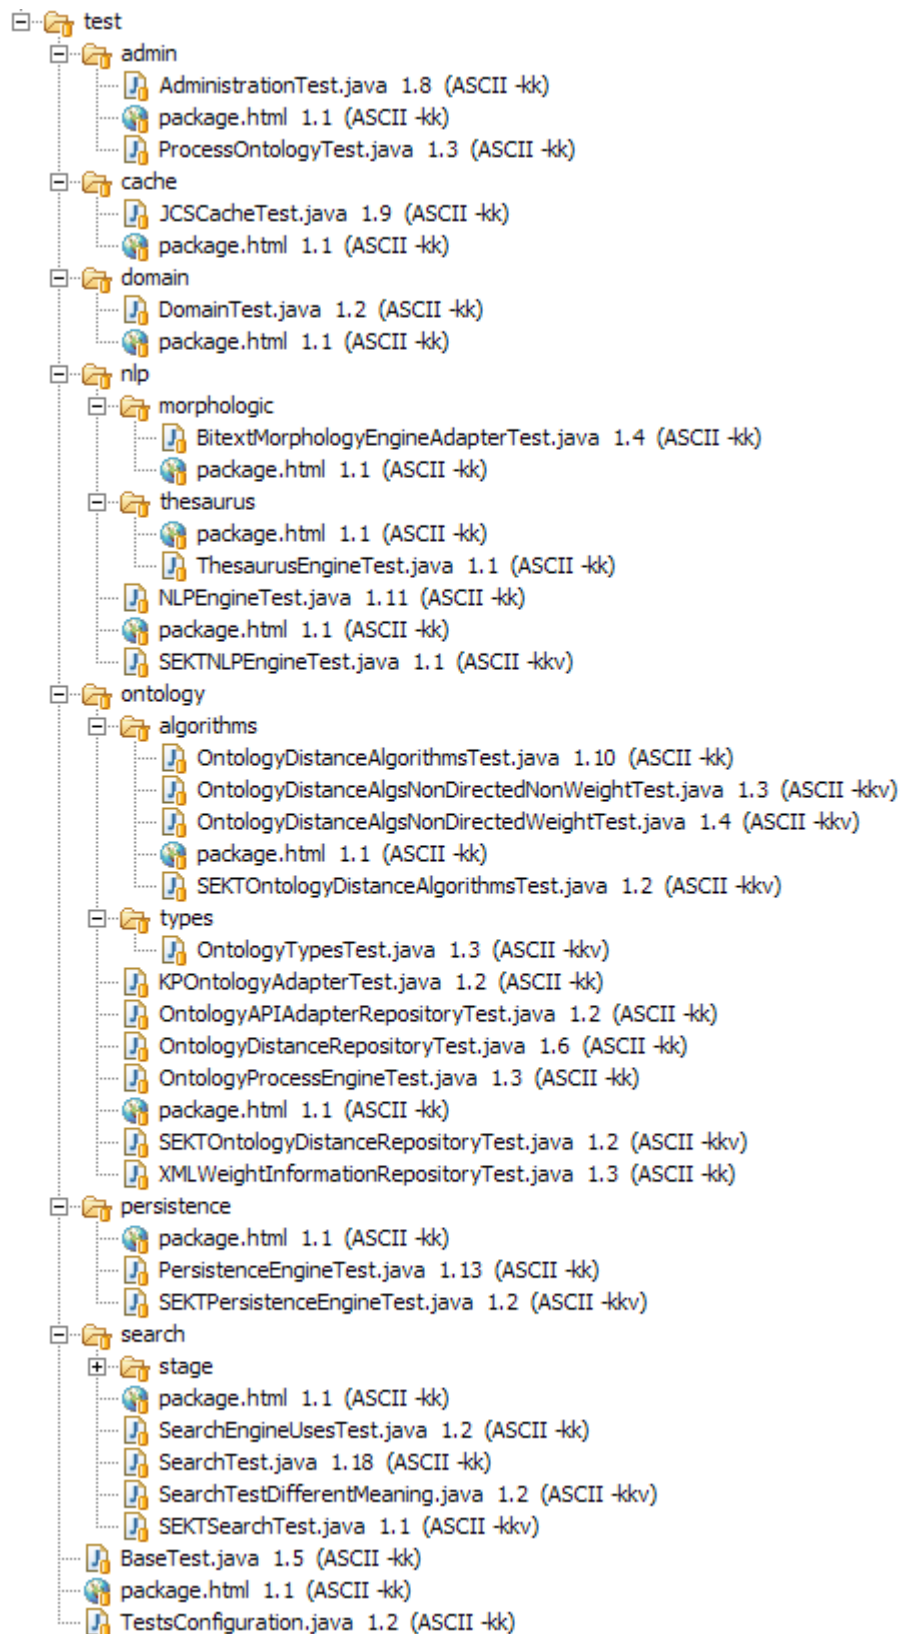 test
admin
AdministrationTest.java 1.8 (ASCII -kk)
package.html 1.1 (ASCII -kk)
ProcessOntologyTest.java 1.3 (ASCII -kk)
cache
JCSCacheTest.java 1.9 (ASCII -kk)
package.html 1.1 (ASCII -kk)
domain
DomainTest.java 1.2 (ASCII -kk)
package.html 1.1 (ASCII -kk)
nlp
morphologic
BitextMorphologyEngineAdapterTest.java 1.4 (ASCII -kk)
package.html 1.1 (ASCII -kk)
thesaurus
package.html 1.1 (ASCII -kk)
ThesaurusEngineTest.java 1.1 (ASCII -kk)
NLPEngineTest.java 1.11 (ASCII -kk)
package.html 1.1 (ASCII -kk)
SEKTNLPEngineTest.java 1.1 (ASCII -kkv)
ontology
algorithms
OntologyDistanceAlgorithmsTest.java 1.10 (ASCII -kk)
OntologyDistanceAlgsNonDirectedNonWeightTest.java 1.3 (ASCII -kkv)
OntologyDistanceAlgsNonDirectedWeightTest.java 1.4 (ASCII -kkv)
package.html 1.1 (ASCII -kk)
SEKTOntologyDistanceAlgorithmsTest.java 1.2 (ASCII -kkv)
types
OntologyTypesTest.java 1.3 (ASCII -kkv)
KPOntologyAdapterTest.java 1.2 (ASCII -kk)
OntologyAPIAdapterRepositoryTest.java 1.2 (ASCII -kk)
OntologyDistanceRepositoryTest.java 1.6 (ASCII -kk)
OntologyProcessEngineTest.java 1.3 (ASCII -kk)
package.html 1.1 (ASCII -kk)
SEKTOntologyDistanceRepositoryTest.java 1.2 (ASCII -kkv)
XMLWeightInformationRepositoryTest.java 1.3 (ASCII -kk)
persistence
package.html 1.1 (ASCII -kk)
PersistenceEngineTest.java 1.13 (ASCII -kk)
SEKTPersistenceEngineTest.java 1.2 (ASCII -kkv)
search
stage
package.html 1.1 (ASCII -kk)
SearchEngineUsesTest.java 1.2 (ASCII -kk)
SearchTest.java 1.18 (ASCII -kk)
SearchTestDifferentMeaning.java 1.2 (ASCII -kkv)
SEKTSearchTest.java 1.1 (ASCII -kkv)
BaseTest.java 1.5 (ASCII -kk)
package.html 1.1 (ASCII -kk)
TestsConfiguration.java 1.2 (ASCII -kk)